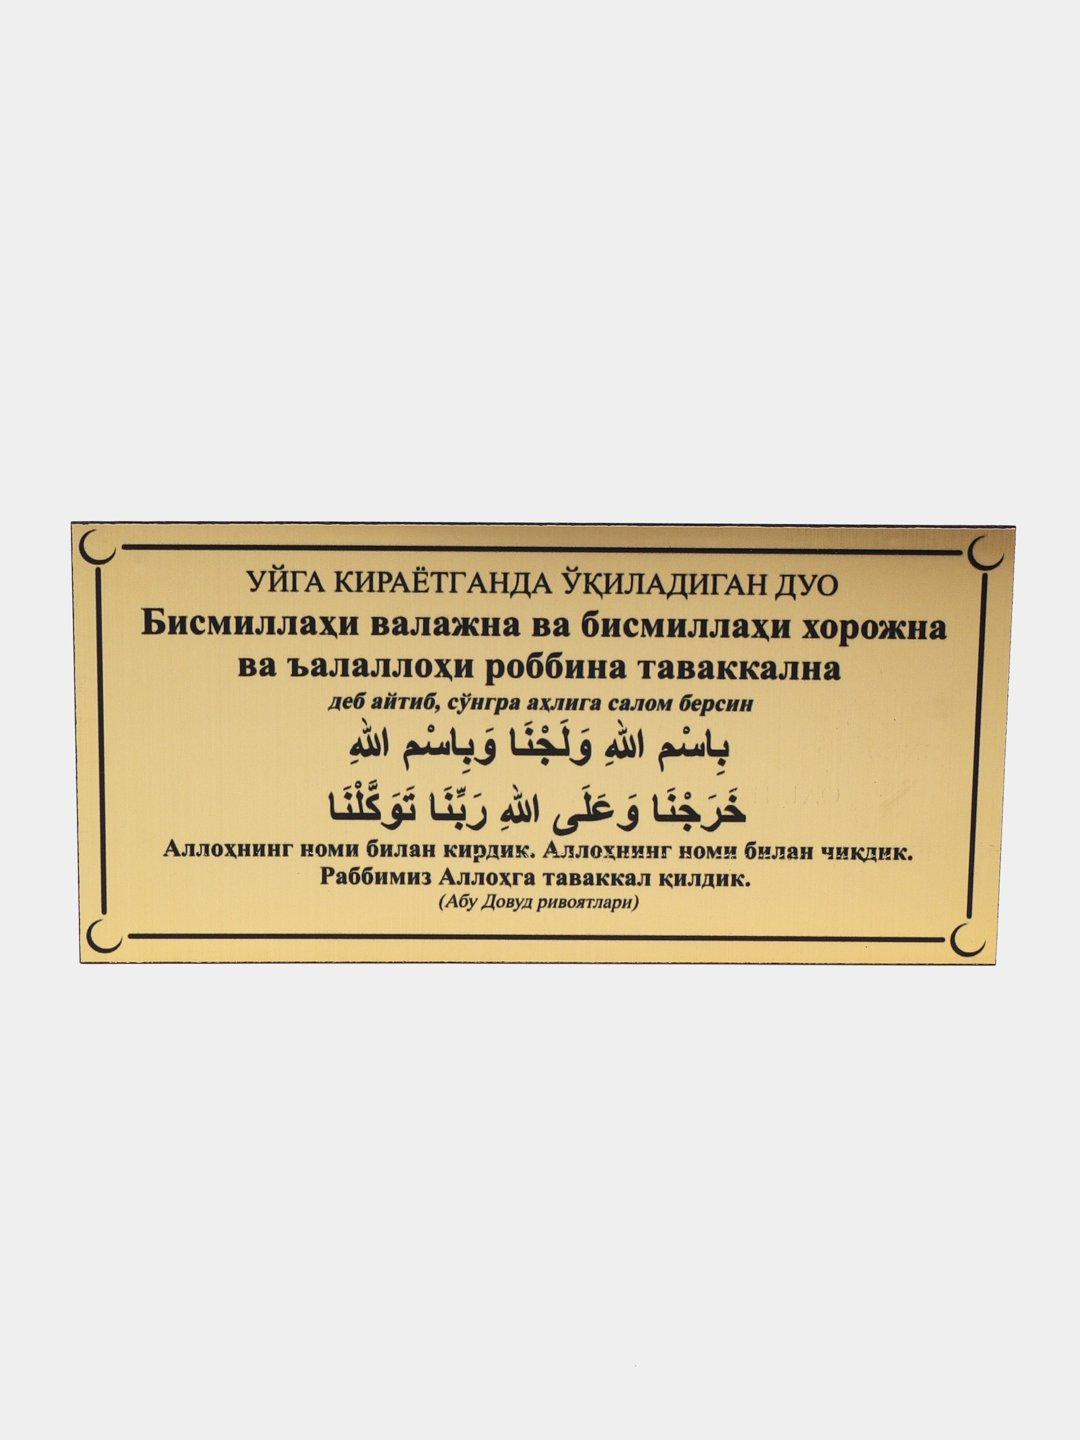 УЙГА КИРАЁТГАНДА ЎҚИЛАДИГАН ДУО
Бисмиллаҳи валажна ва бисмиллаҳи хорожна
ва ъалаллоҳи роббина таваккална
деб айтиб, сўнгра аҳлига салом берсин
بِاسْمِ اللهِ وَلَجْنَا وَبِاسْمِ اللهِ
خَرَجْنَا وَعَلَى اللهِ رَبِّنَا تَوَكَّلْنَا
Аллоҳнинг номи билан кирдик. Аллоҳнинг номи билан чиқдик.
Раббимиз Аллоҳга таваккал қилдик.
(Абу Довуд ривоятлари)